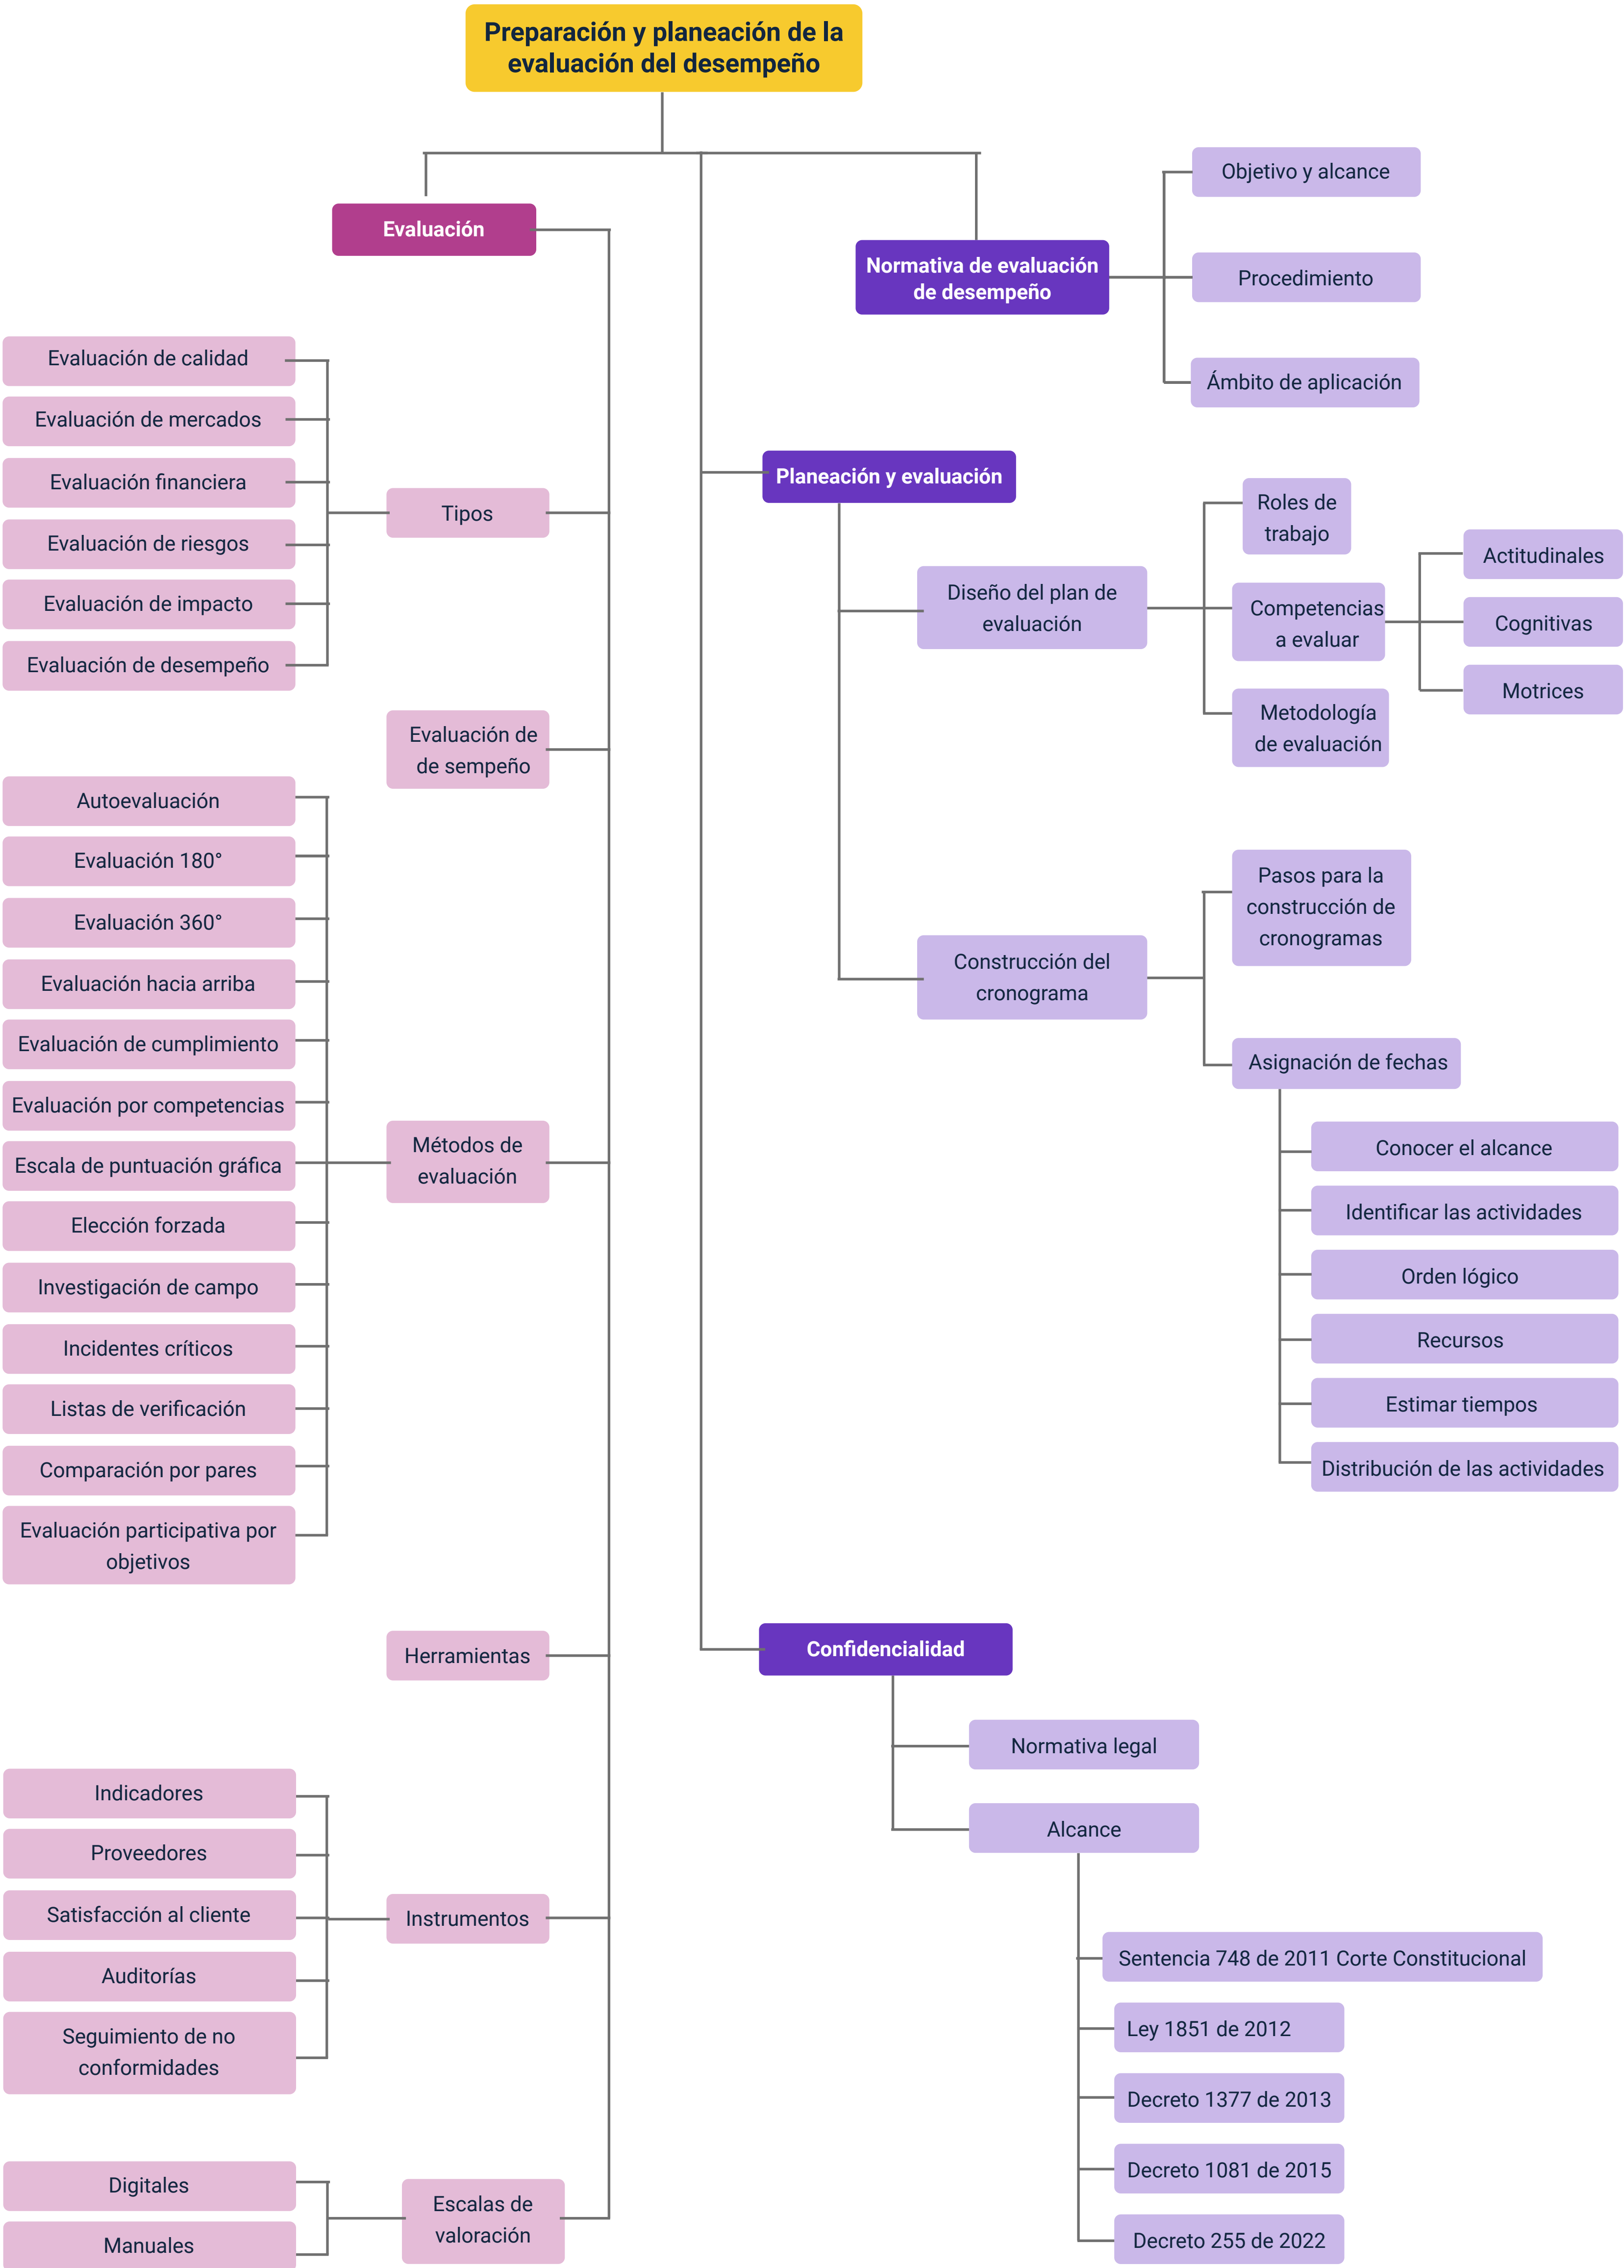 Preparación y planeación de la
evaluación del desempeño
Evaluación
Tipos
Evaluación de calidad
Evaluación de mercados
Evaluación financiera
Evaluación de riesgos
Evaluación de impacto
Evaluación de desempeño
Evaluación de
de sempeño
Métodos de
evaluación
Autoevaluación
Evaluación 180°
Evaluación 360°
Evaluación hacia arriba
Evaluación de cumplimiento
Evaluación por competencias
Escala de puntuación gráfica
Elección forzada
Investigación de campo
Incidentes críticos
Listas de verificación
Comparación por pares
Evaluación participativa por
objetivos
Herramientas
Instrumentos
Indicadores
Proveedores
Satisfacción al cliente
Auditorías
Seguimiento de no
conformidades
Escalas de
valoración
Digitales
Manuales
Normativa de evaluación
de desempeño
Objetivo y alcance
Procedimiento
Ámbito de aplicación
Planeación y evaluación
Diseño del plan de
evaluación
Roles de
trabajo
Competencias
a evaluar
Actitudinales
Cognitivas
Motrices
Metodología
de evaluación
Construcción del
cronograma
Pasos para la
construcción de
cronogramas
Asignación de fechas
Conocer el alcance
Identificar las actividades
Orden lógico
Recursos
Estimar tiempos
Distribución de las actividades
Confidencialidad
Normativa legal
Alcance
Sentencia 748 de 2011 Corte Constitucional
Ley 1851 de 2012
Decreto 1377 de 2013
Decreto 1081 de 2015
Decreto 255 de 2022